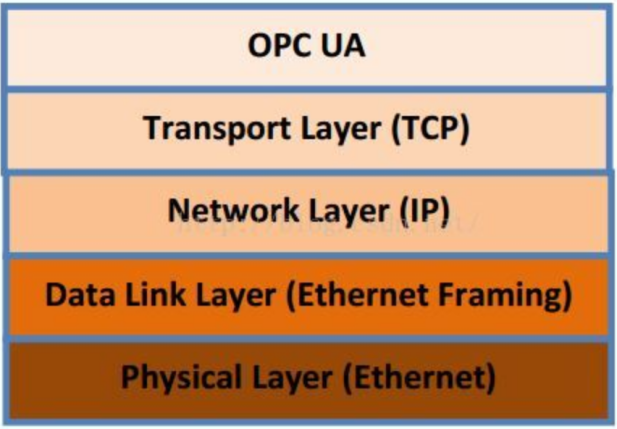 OPC UA
Transport Layer (TCP)
Network Layer (IP)
Data Link Layer (Ethernet Framing)
Physical Layer (Ethernet)